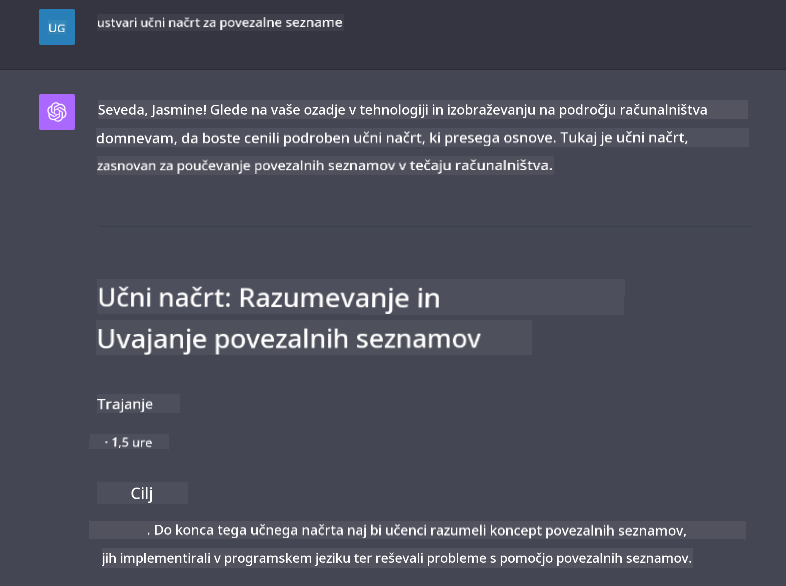 UG
ustvari učni načrt za povezalne sezname
Seveda, Jasmine! Glede na vaše ozadje v tehnologiji in izobraževanju na področju računalništva
domnevam, da boste cenili podroben učni načrt, ki presega osnove. Tukaj je učni načrt,
zasnovan za poučevanje povezalnih seznamov v tečaju računalništva.
Učni načrt: Razumevanje in
Uvajanje povezalnih seznamov
Trajanje
· 1,5 ure
Cilj
. Do konca tega učnega načrta naj bi učenci razumeli koncept povezalnih seznamov,
jih implementirali v programskem jeziku ter reševali probleme s pomočjo povezalnih seznamov.